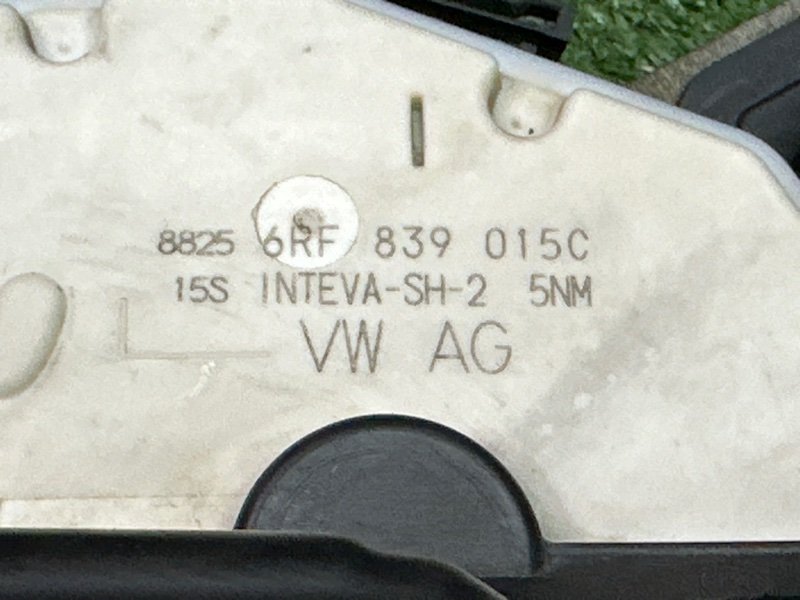 8825 6RF 839 015C
15S INTEVA-SH-2 5NM
VW AG